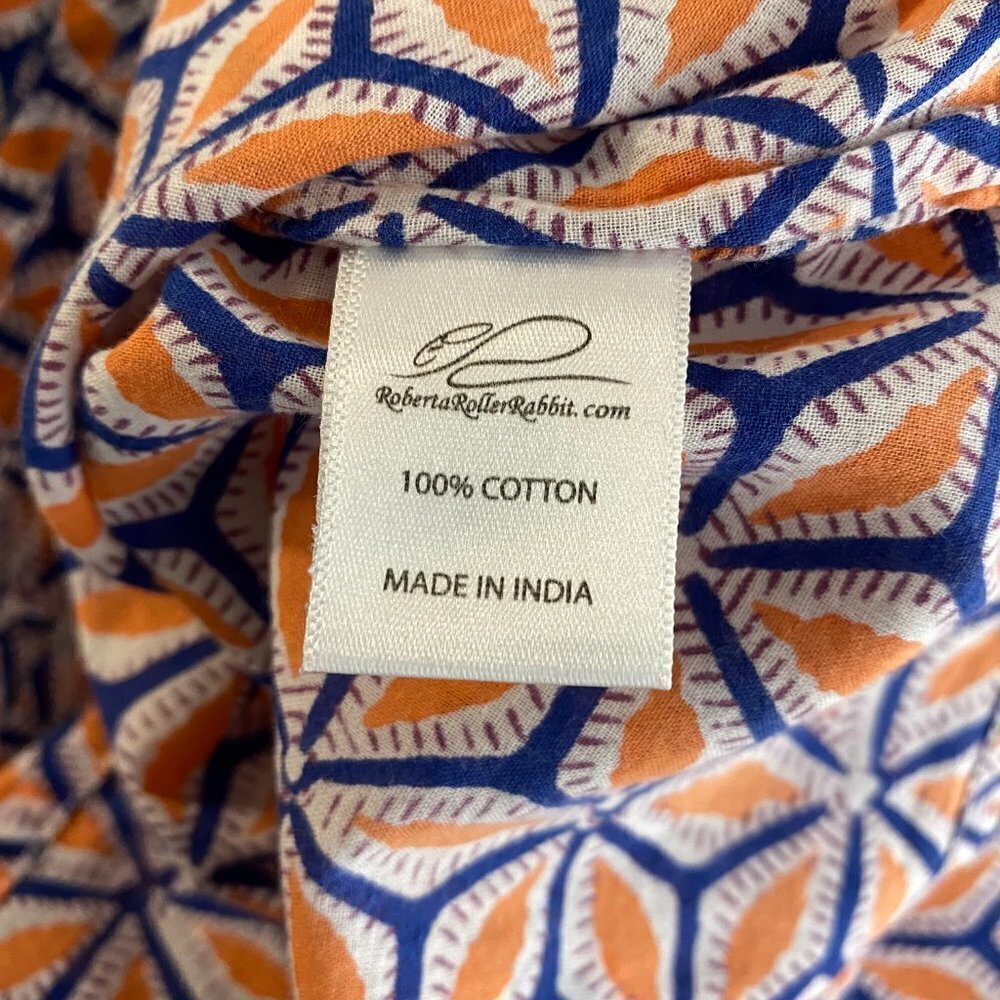 RobertaRollerRabbit.com
100% COTTON
MADE IN INDIA